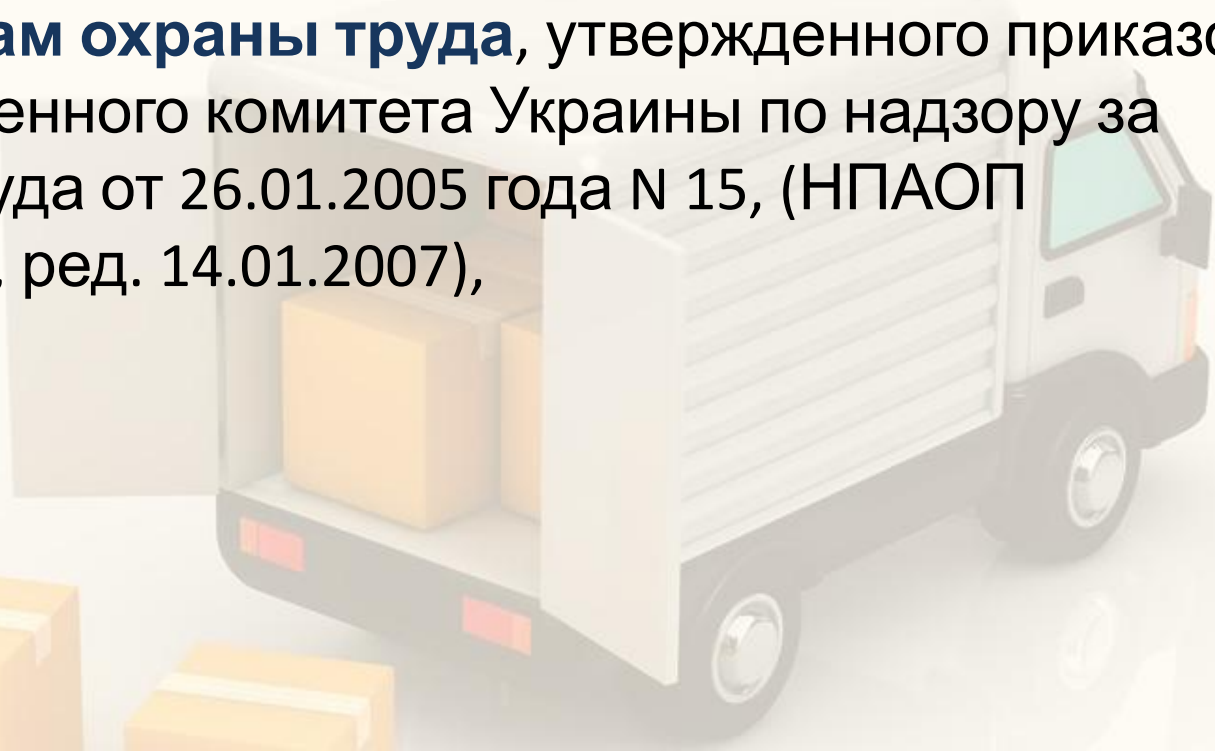 ам охраны труда, утвержденного приказо
енного комитета Украины по надзору за
уда от 26.01.2005 года N 15, (НПАОП
. ред. 14.01.2007),